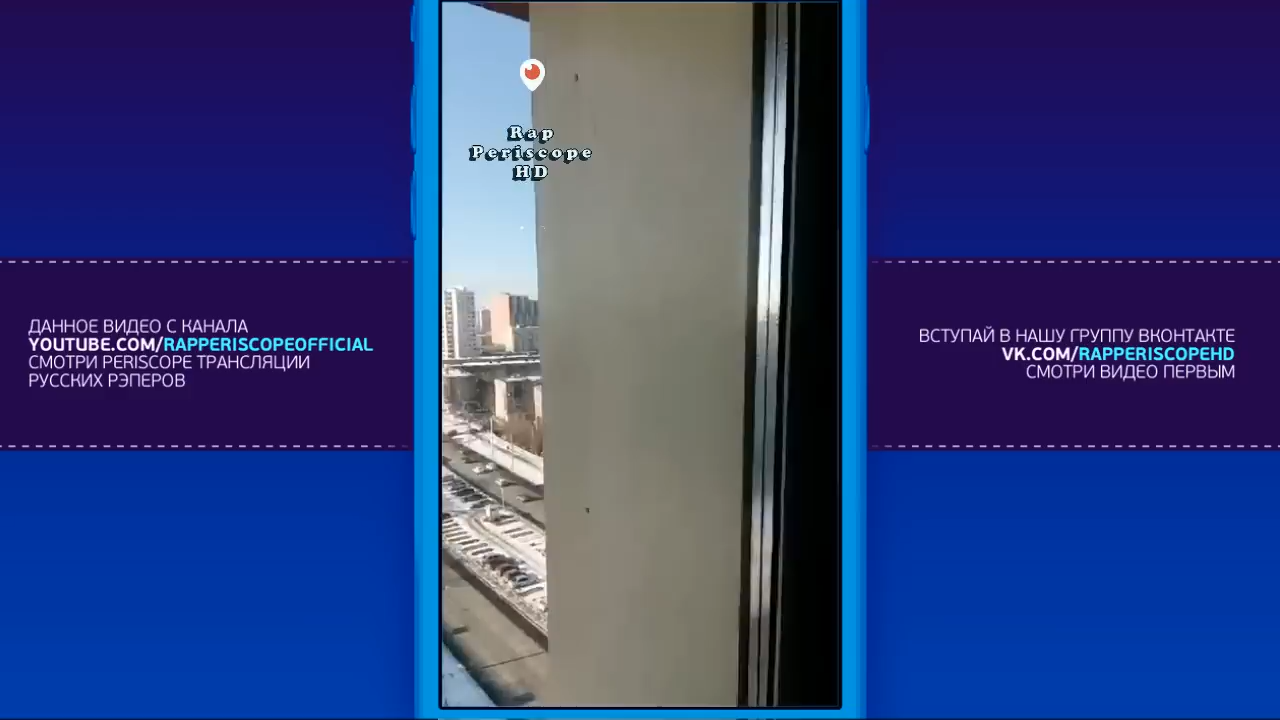 Rap
Periscope
HD
ДАННОЕ ВИДЕО С КАНАЛА
YOUTUBE.COM/RAPPERISCOPEOFFICIAL
СМОТРИ PERISCOPE ТРАНСЛЯЦИИ
РУССКИХ РЭПЕРОВ
ВСТУПАЙ В НАШУ ГРУППУ ВКОНТАКТЕ
VK.COM/RAPPERISCOPEHD
СМОТРИ ВИДЕО ПЕРВЫМ